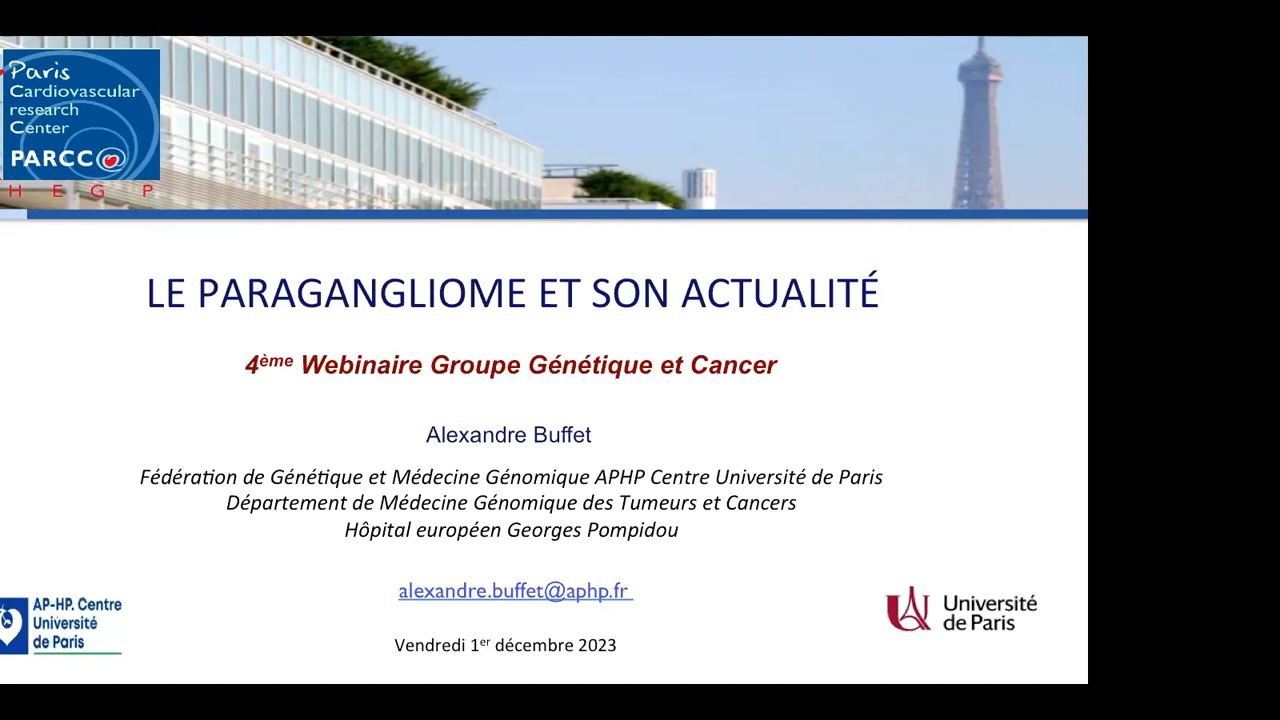 Paris
Cardiovascular
research
Center
PARCC
H E G P
LE PARAGANGLIOME ET SON ACTUALITÉ
4ème Webinaire Groupe Génétique et Cancer
Alexandre Buffet
Fédération de Génétique et Médecine Génomique APHP Centre Université de Paris
Département de Médecine Génomique des Tumeurs et Cancers
Hôpital européen Georges Pompidou
alexandre.buffet@aphp.fr
AP-HP. Centre
Université
de Paris
Université
de Paris
Vendredi 1er décembre 2023